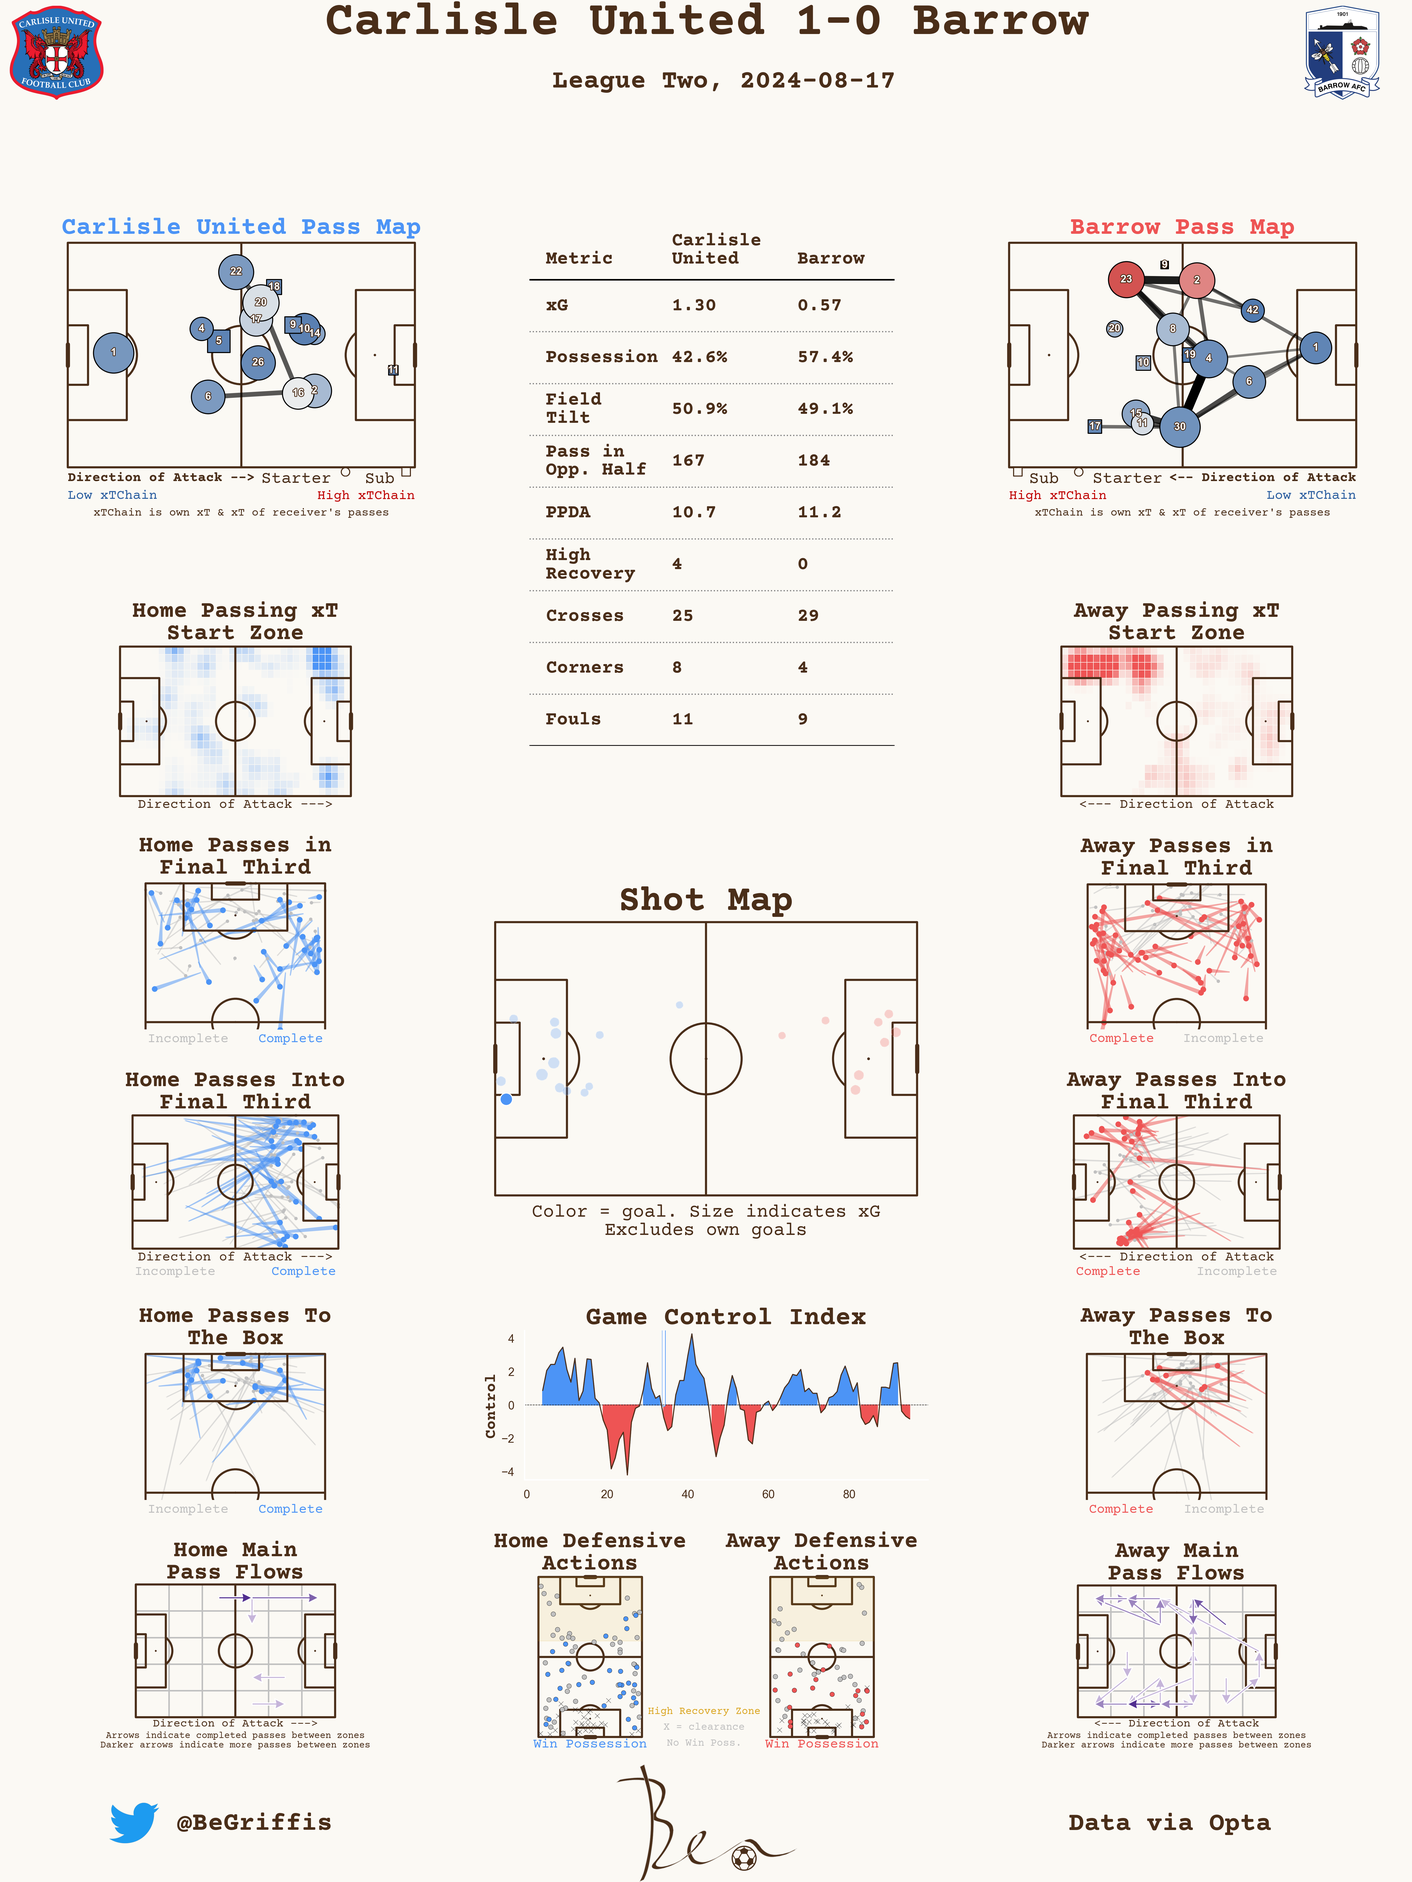 Carlisle United 1-0 Barrow
League Two, 2024-08-17
CARLISLE UNITED
FOOTBALL CLUB
1901
BARROW AFC
Carlisle United Pass Map
22
18
20
17
4
5
9
10
14
1
26
11
6
16
2
Direction of Attack --> Starter Sub
Low xTChain High xTChain
xTChain is own xT & xT of receiver's passes
Metric Carlisle United Barrow
xG 1.30 0.57
Possession 42.6% 57.4%
Field Tilt 50.9% 49.1%
Pass in Opp. Half 167 184
PPDA 10.7 11.2
High Recovery 4 0
Crosses 25 29
Corners 8 4
Fouls 11 9
Barrow Pass Map
9
23
2
42
20
8
19
4
1
10
6
15
11
17
30
Sub Starter <-- Direction of Attack
High xTChain Low xTChain
xTChain is own xT & xT of receiver's passes
Home Passing xT
Start Zone
Direction of Attack --->
Away Passing xT
Start Zone
<--- Direction of Attack
Home Passes in
Final Third
Incomplete Complete
Away Passes in
Final Third
Complete Incomplete
Shot Map
Color = goal. Size indicates xG
Excludes own goals
Home Passes Into
Final Third
Direction of Attack --->
Incomplete Complete
Away Passes Into
Final Third
<--- Direction of Attack
Complete Incomplete
Home Passes To
The Box
Incomplete Complete
Game Control Index
Control
4
2
0
−2
−4
0 20 40 60 80
Away Passes To
The Box
Complete Incomplete
Home Main
Pass Flows
Direction of Attack --->
Arrows indicate completed passes between zones
Darker arrows indicate more passes between zones
Home Defensive
Actions
Win Possession
High Recovery Zone
X = clearance
No Win Poss.
Away Defensive
Actions
Win Possession
Away Main
Pass Flows
<--- Direction of Attack
Arrows indicate completed passes between zones
Darker arrows indicate more passes between zones
@BeGriffis
Ben
Data via Opta